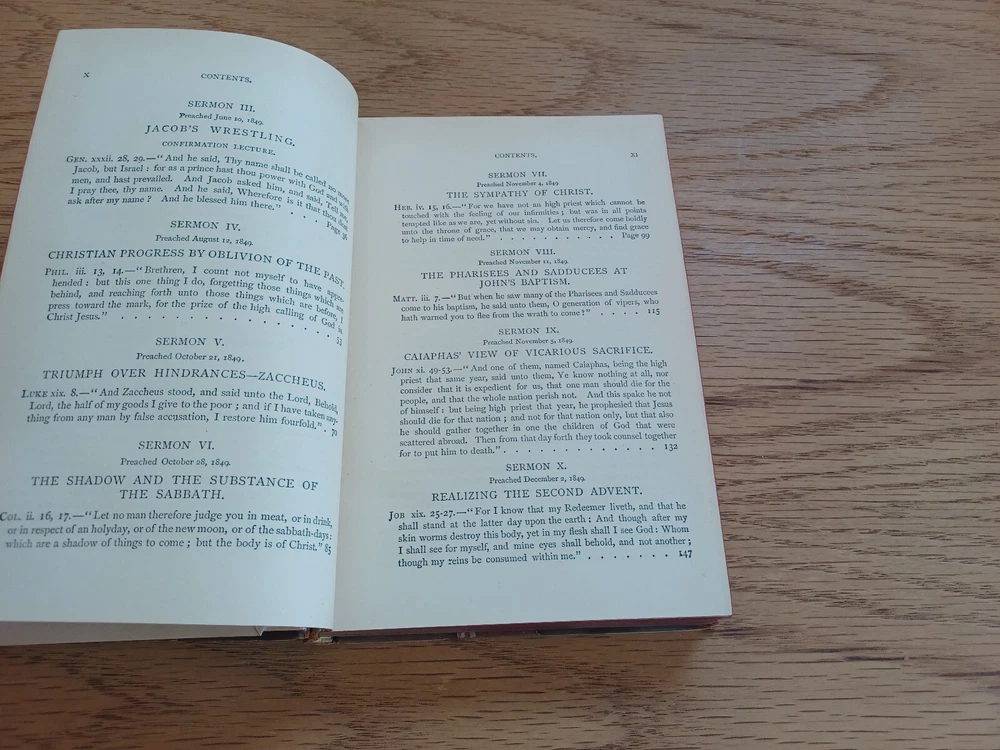 x
CONTENTS.
SERMON III.
Preached June 10, 1849.
JACOB'S WRESTLING.
CONFIRMATION LECTURE.
GEN. xxxii. 28, 29.—“And he said, Thy name shall be called no more
Jacob, but Israel : for as a prince hast thou power with God and with
men, and hast prevailed. And Jacob asked him, and said, Tell me,
I pray thee, thy name. And he said, Wherefore is it that thou dost
ask after my name ? And he blessed him there.” . . . Page 36
SERMON IV.
Preached August 12, 1849.
CHRISTIAN PROGRESS BY OBLIVION OF THE PAST.
PHIL. iii. 13, 14.—“Brethren, I count not myself to have appre-
hended : but this one thing I do, forgetting those things which are
behind, and reaching forth unto those things which are before, I
press toward the mark, for the prize of the high calling of God in
Christ Jesus.” . . . . . . . . . . . 53
SERMON V.
Preached October 21, 1849.
TRIUMPH OVER HINDRANCES—ZACCHEUS.
LUKE xix. 8.—“And Zaccheus stood, and said unto the Lord, Behold,
Lord, the half of my goods I give to the poor ; and if I have taken any-
thing from any man by false accusation, I restore him fourfold.” . 70
SERMON VI.
Preached October 28, 1849.
THE SHADOW AND THE SUBSTANCE OF
THE SABBATH.
COL. ii. 16, 17.—“Let no man therefore judge you in meat, or in drink,
or in respect of an holyday, or of the new moon, or of the sabbath-days :
which are a shadow of things to come ; but the body is of Christ.” 85
CONTENTS.
XI
SERMON VII.
Preached November 4, 1849
THE SYMPATHY OF CHRIST.
HEB. iv. 15, 16.—“For we have not an high priest which cannot be
touched with the feeling of our infirmities ; but was in all points
tempted like as we are, yet without sin. Let us therefore come boldly
unto the throne of grace, that we may obtain mercy, and find grace
to help in time of need.” . . . . . . . . . . . Page 99
SERMON VIII.
Preached November 11, 1849.
THE PHARISEES AND SADDUCEES AT
JOHN'S BAPTISM.
MATT. iii. 7.—“But when he saw many of the Pharisees and Sadducees
come to his baptism, he said unto them, O generation of vipers, who
hath warned you to flee from the wrath to come?” . . . . . 115
SERMON IX.
Preached November 5, 1849.
CAIAPHAS' VIEW OF VICARIOUS SACRIFICE.
JOHN xi. 49-53.—“And one of them, named Caiaphas, being the high
priest that same year, said unto them, Ye know nothing at all, nor
consider that it is expedient for us, that one man should die for the
people, and that the whole nation perish not. And this spake he not
of himself : but being high priest that year, he prophesied that Jesus
should die for that nation ; and not for that nation only, but that also
he should gather together in one the children of God that were
scattered abroad. Then from that day forth they took counsel together
for to put him to death.” . . . . . . . . . . . . 132
SERMON X.
Preached December 2, 1849.
REALIZING THE SECOND ADVENT.
JOB xix. 25-27.—“For I know that my Redeemer liveth, and that he
shall stand at the latter day upon the earth : And though after my
skin worms destroy this body, yet in my flesh shall I see God : Whom
I shall see for myself, and mine eyes shall behold, and not another ;
though my reins be consumed within me.” . . . . . . . 147